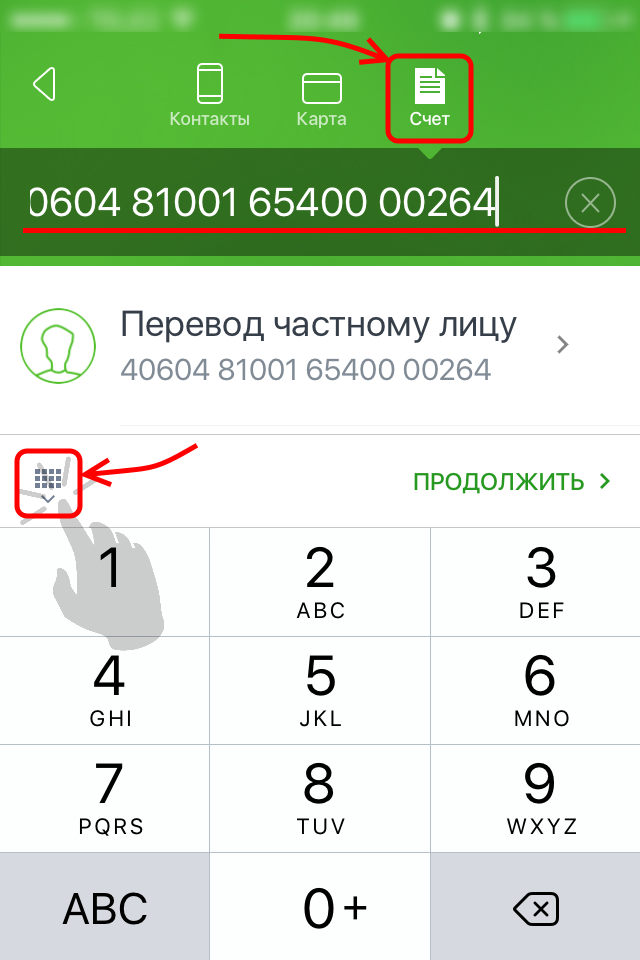 Контакты Карта Счет
0604 81001 65400 00264
Перевод частному лицу
40604 81001 65400 00264
ПРОДОЛЖИТЬ
1 2 3
ABC DEF
4 5 6
GHI JKL MNO
7 8 9
PQRS TUV WXYZ
ABC 0 +